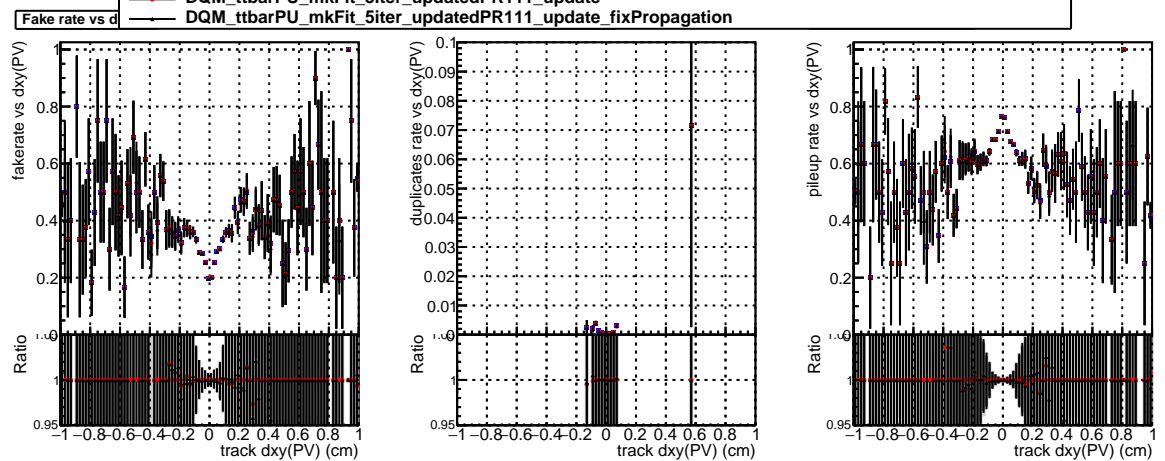 DQM_ttbarPU_mkFit_5iter_updatedPR111_update
DQM_ttbarPU_mkFit_5iter_updatedPR111_update_fixPropagation
Fake rate vs d
fakerate vs dxy(PV)
1
0.8
0.6
0.4
0.2
Ratio
1
0.95
−1 −0.8 −0.6 −0.4 −0.2 0 0.2 0.4 0.6 0.8 1
track dxy(PV) (cm)
duplicates rate vs dxy(PV)
0.1
0.09
0.08
0.07
0.06
0.05
0.04
0.03
0.02
0.01
0
Ratio
1
0.95
−1 −0.8 −0.6 −0.4 −0.2 0 0.2 0.4 0.6 0.8 1
track dxy(PV) (cm)
pileup rate vs dxy(PV)
1
0.8
0.6
0.4
0.2
Ratio
1
0.95
−1 −0.8 −0.6 −0.4 −0.2 0 0.2 0.4 0.6 0.8 1
track dxy(PV) (cm)